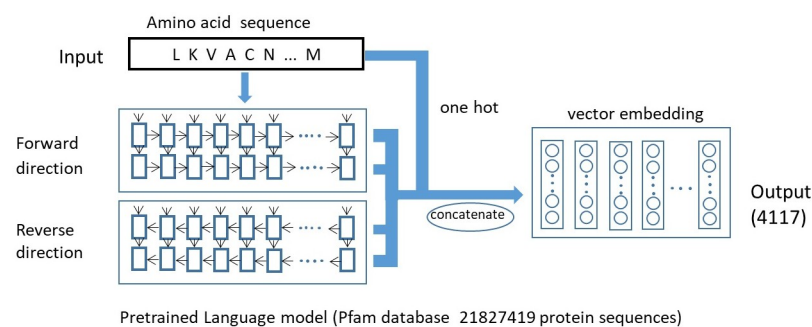 Amino acid sequence
Input
L K V A C N ... M
one hot
vector embedding
Forward
direction
Output
(4117)
concatenate
Reverse
direction
Pretrained Language model (Pfam database 21827419 protein sequences)